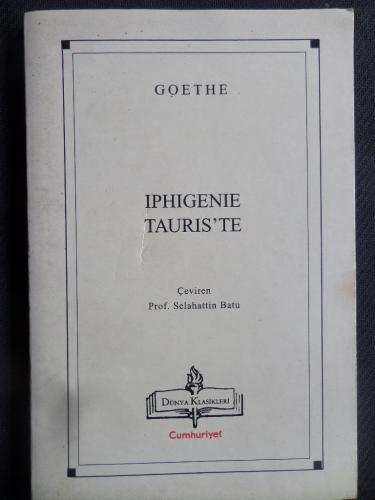 GOETHE
IPHIGENIE
TAURIS'TE
Çeviren
Prof. Selahattin Batu
DÜNYA KLASİKLERİ
Cumhuriyet